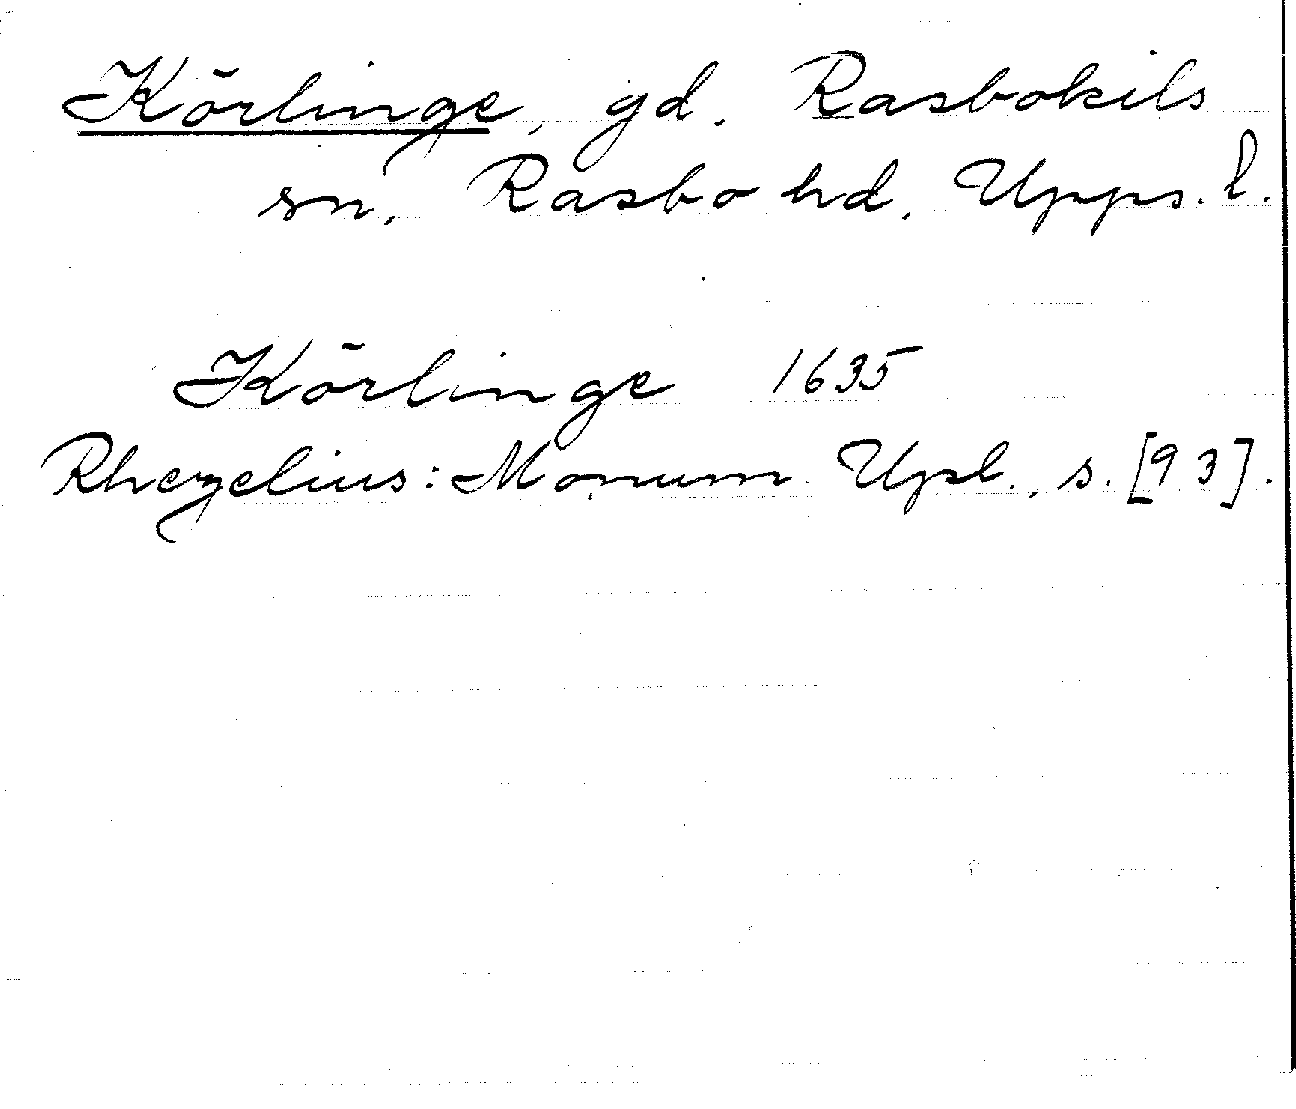 Körlinge, gd. Rasbokils
sn, Rasbo hd. Upps. l.
Körlinge 1635
Rhezelius: Monum. Upl., s. [93].